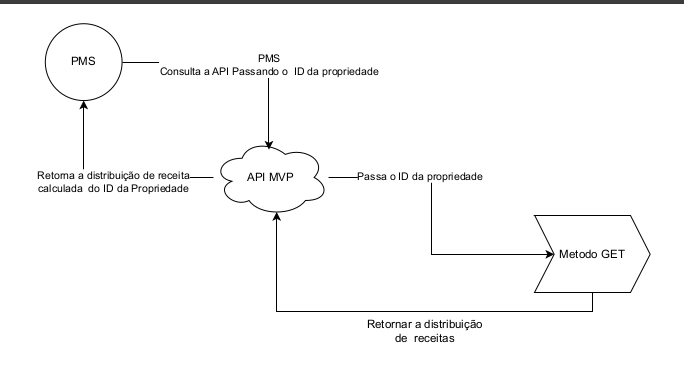 PMS
PMS
Consulta a API Passando o ID da propriedade
Retorna a distribuição de receita
calculada do ID da Propriedade
API MVP
Passa o ID da propriedade
Metodo GET
Retornar a distribuição
de receitas